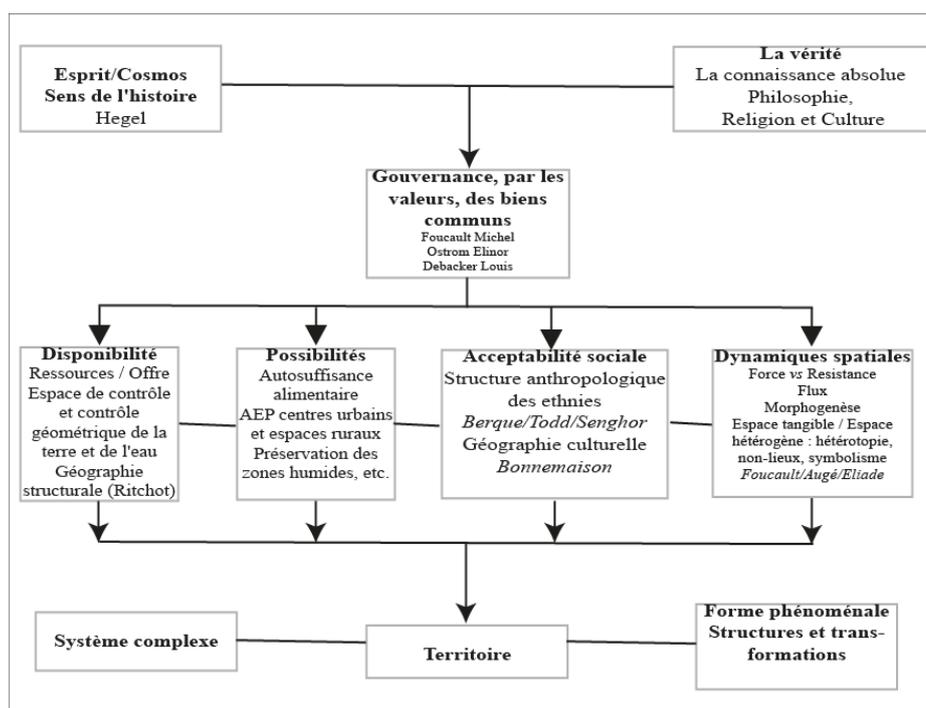 Esprit/Cosmos
Sens de l'histoire
Hegel
La vérité
La connaissance absolue
Philosophie,
Religion et Culture
Gouvernance, par les
valeurs, des biens
communs
Foucault Michel
Ostrom Elinor
Debacker Louis
Disponibilité
Ressources / Offre
Espace de contrôle
et contrôle
géométrique de la
terre et de l'eau
Géographie
structurale (Ritchot)
Possibilités
Autosuffisance
alimentaire
AEP centres urbains
et espaces ruraux
Préservation des
zones humides, etc.
Acceptabilité sociale
Structure anthropologique
des ethnies
Berque/Todd/Senghor
Géographie culturelle
Bonnemaison
Dynamiques spatiales
Force vs Resistance
Flux
Morphogenèse
Espace tangible / Espace
hétérogène : hétérotopie,
non-lieux, symbolisme
Foucault/Augé/Eliade
Système complexe
Territoire
Forme phénoménale
Structures et trans-
formations